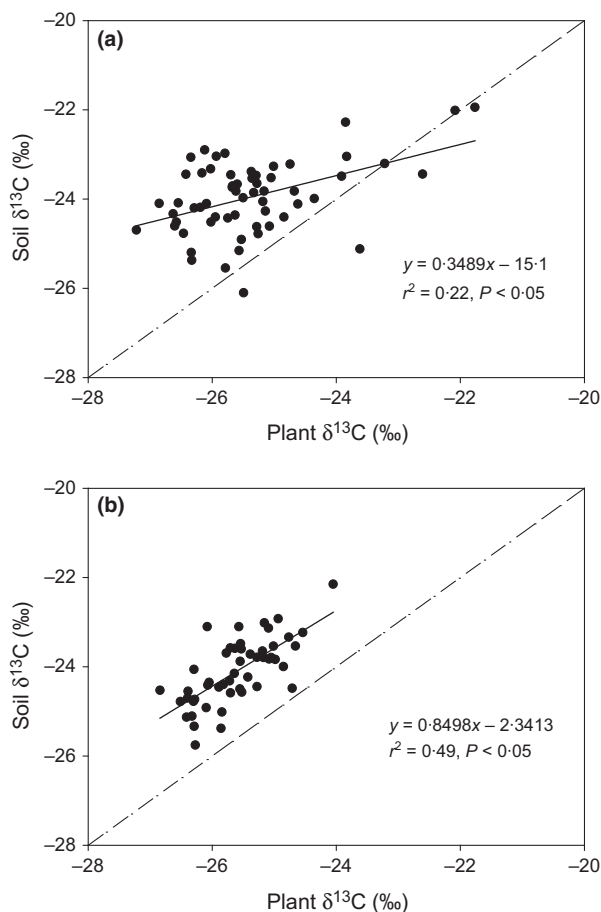 (a)
–20
–22
–24
–26
–28
Soil δ¹³C (‰)
y = 0·3489x – 15·1
r² = 0·22, P < 0·05
–28 –26 –24 –22 –20
Plant δ¹³C (‰)
(b)
–20
–22
–24
–26
–28
Soil δ¹³C (‰)
y = 0·8498x – 2·3413
r² = 0·49, P < 0·05
–28 –26 –24 –22 –20
Plant δ¹³C (‰)